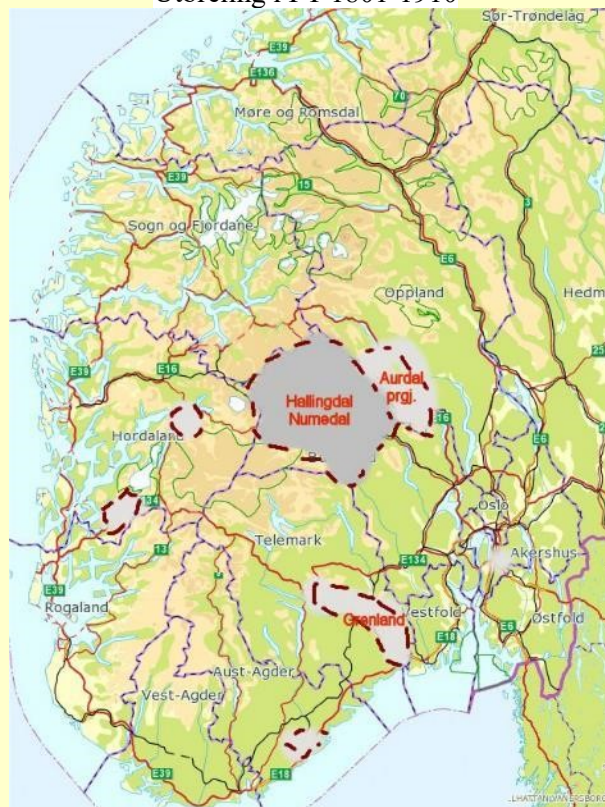 Sør-Trøndelag
E39
E136
70
Møre og Romsdal
E39
15
3
Sogn og Fjordane
E6
Oppland
Hedm
25
E39
E16
Aurdal
prgj.
Hallingdal
Numedal
E16
E6
Hordaland
Oslo
134
Akershus
13
Telemark
E134
E39
Rogaland
Grenland
Vestfold
Østfold
E18
E6
Aust-Agder
Vest-Agder
E39
E18